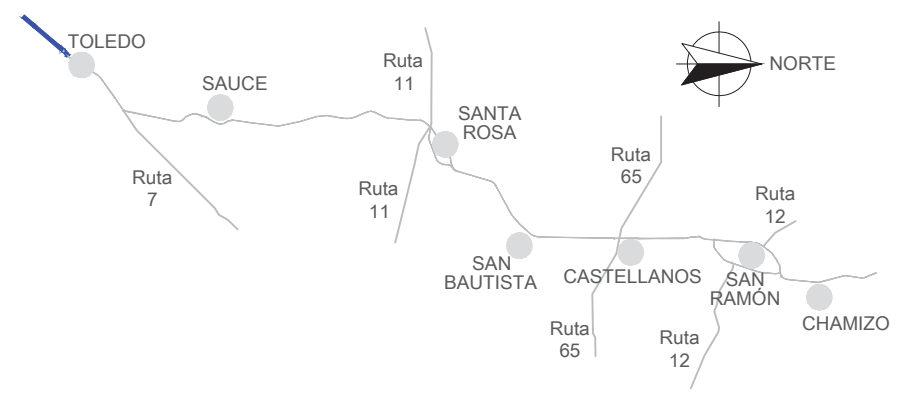 TOLEDO
Ruta
11
NORTE
SAUCE
SANTA
ROSA
Ruta
65
Ruta
7
Ruta
11
Ruta
12
SAN
BAUTISTA
CASTELLANOS
SAN
RAMÓN
Ruta
65
Ruta
12
CHAMIZO